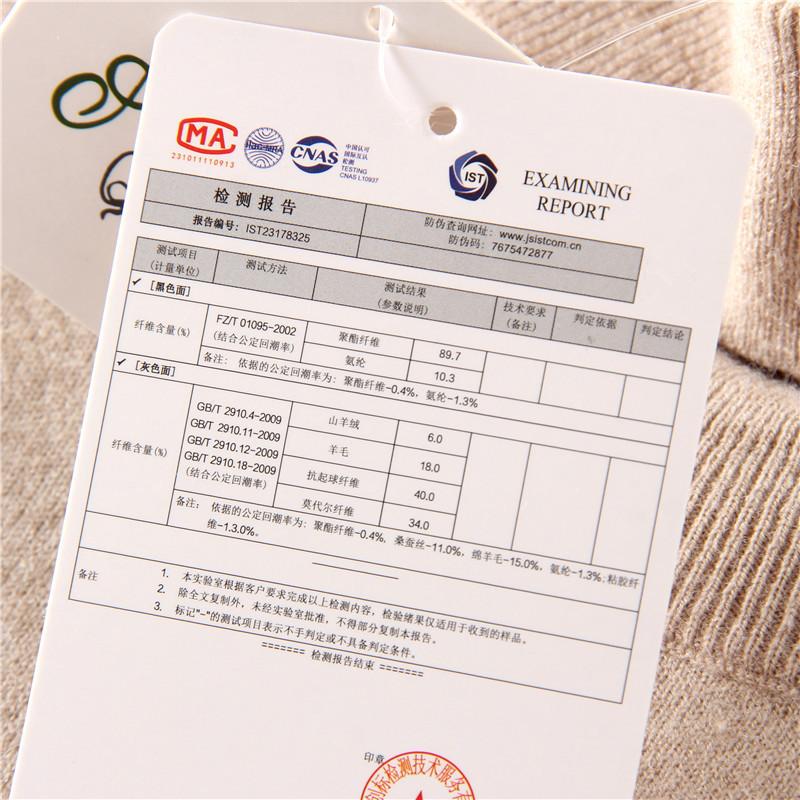 MA
231011110913
ilac-MRA
CNAS
中国认可
国际互认
检测
TESTING
CNAS L10937
IST
EXAMINING
REPORT
检测报告
报告编号: IST23178325
防伪查询网址: www.jsistcom.cn
防伪码: 7675472877
测试项目
(计量单位)
测试方法
测试结果
(参数说明)
技术要求
(备注)
判定依据
判定结论
✓ [黑色面]
纤维含量(%)
FZ/T 01095-2002
(结合公定回潮率)
聚酯纤维 89.7
氨纶 10.3
备注: 依据的公定回潮率为: 聚酯纤维-0.4%, 氨纶-1.3%
✓ [灰色面]
纤维含量(%)
GB/T 2910.4-2009
GB/T 2910.11-2009
GB/T 2910.12-2009
GB/T 2910.18-2009
(结合公定回潮率)
山羊绒 6.0
羊毛 18.0
抗起球纤维 40.0
莫代尔纤维 34.0
备注: 依据的公定回潮率为: 聚酯纤维-0.4%, 桑蚕丝-11.0%, 绵羊毛-15.0%, 氨纶-1.3%;粘胶纤
维-1.3.0%。
备注
1. 本实验室根据客户要求完成以上检测内容, 检验绪果仅适用于收到的样品。
2. 除全文复制外, 未经实验室批准, 不得部分复制本报告。
3. 标记"-"的测试项目表示不手判定或不具备判定条件。
======= 检测报告结束 =======
印章
标检测技术服务有